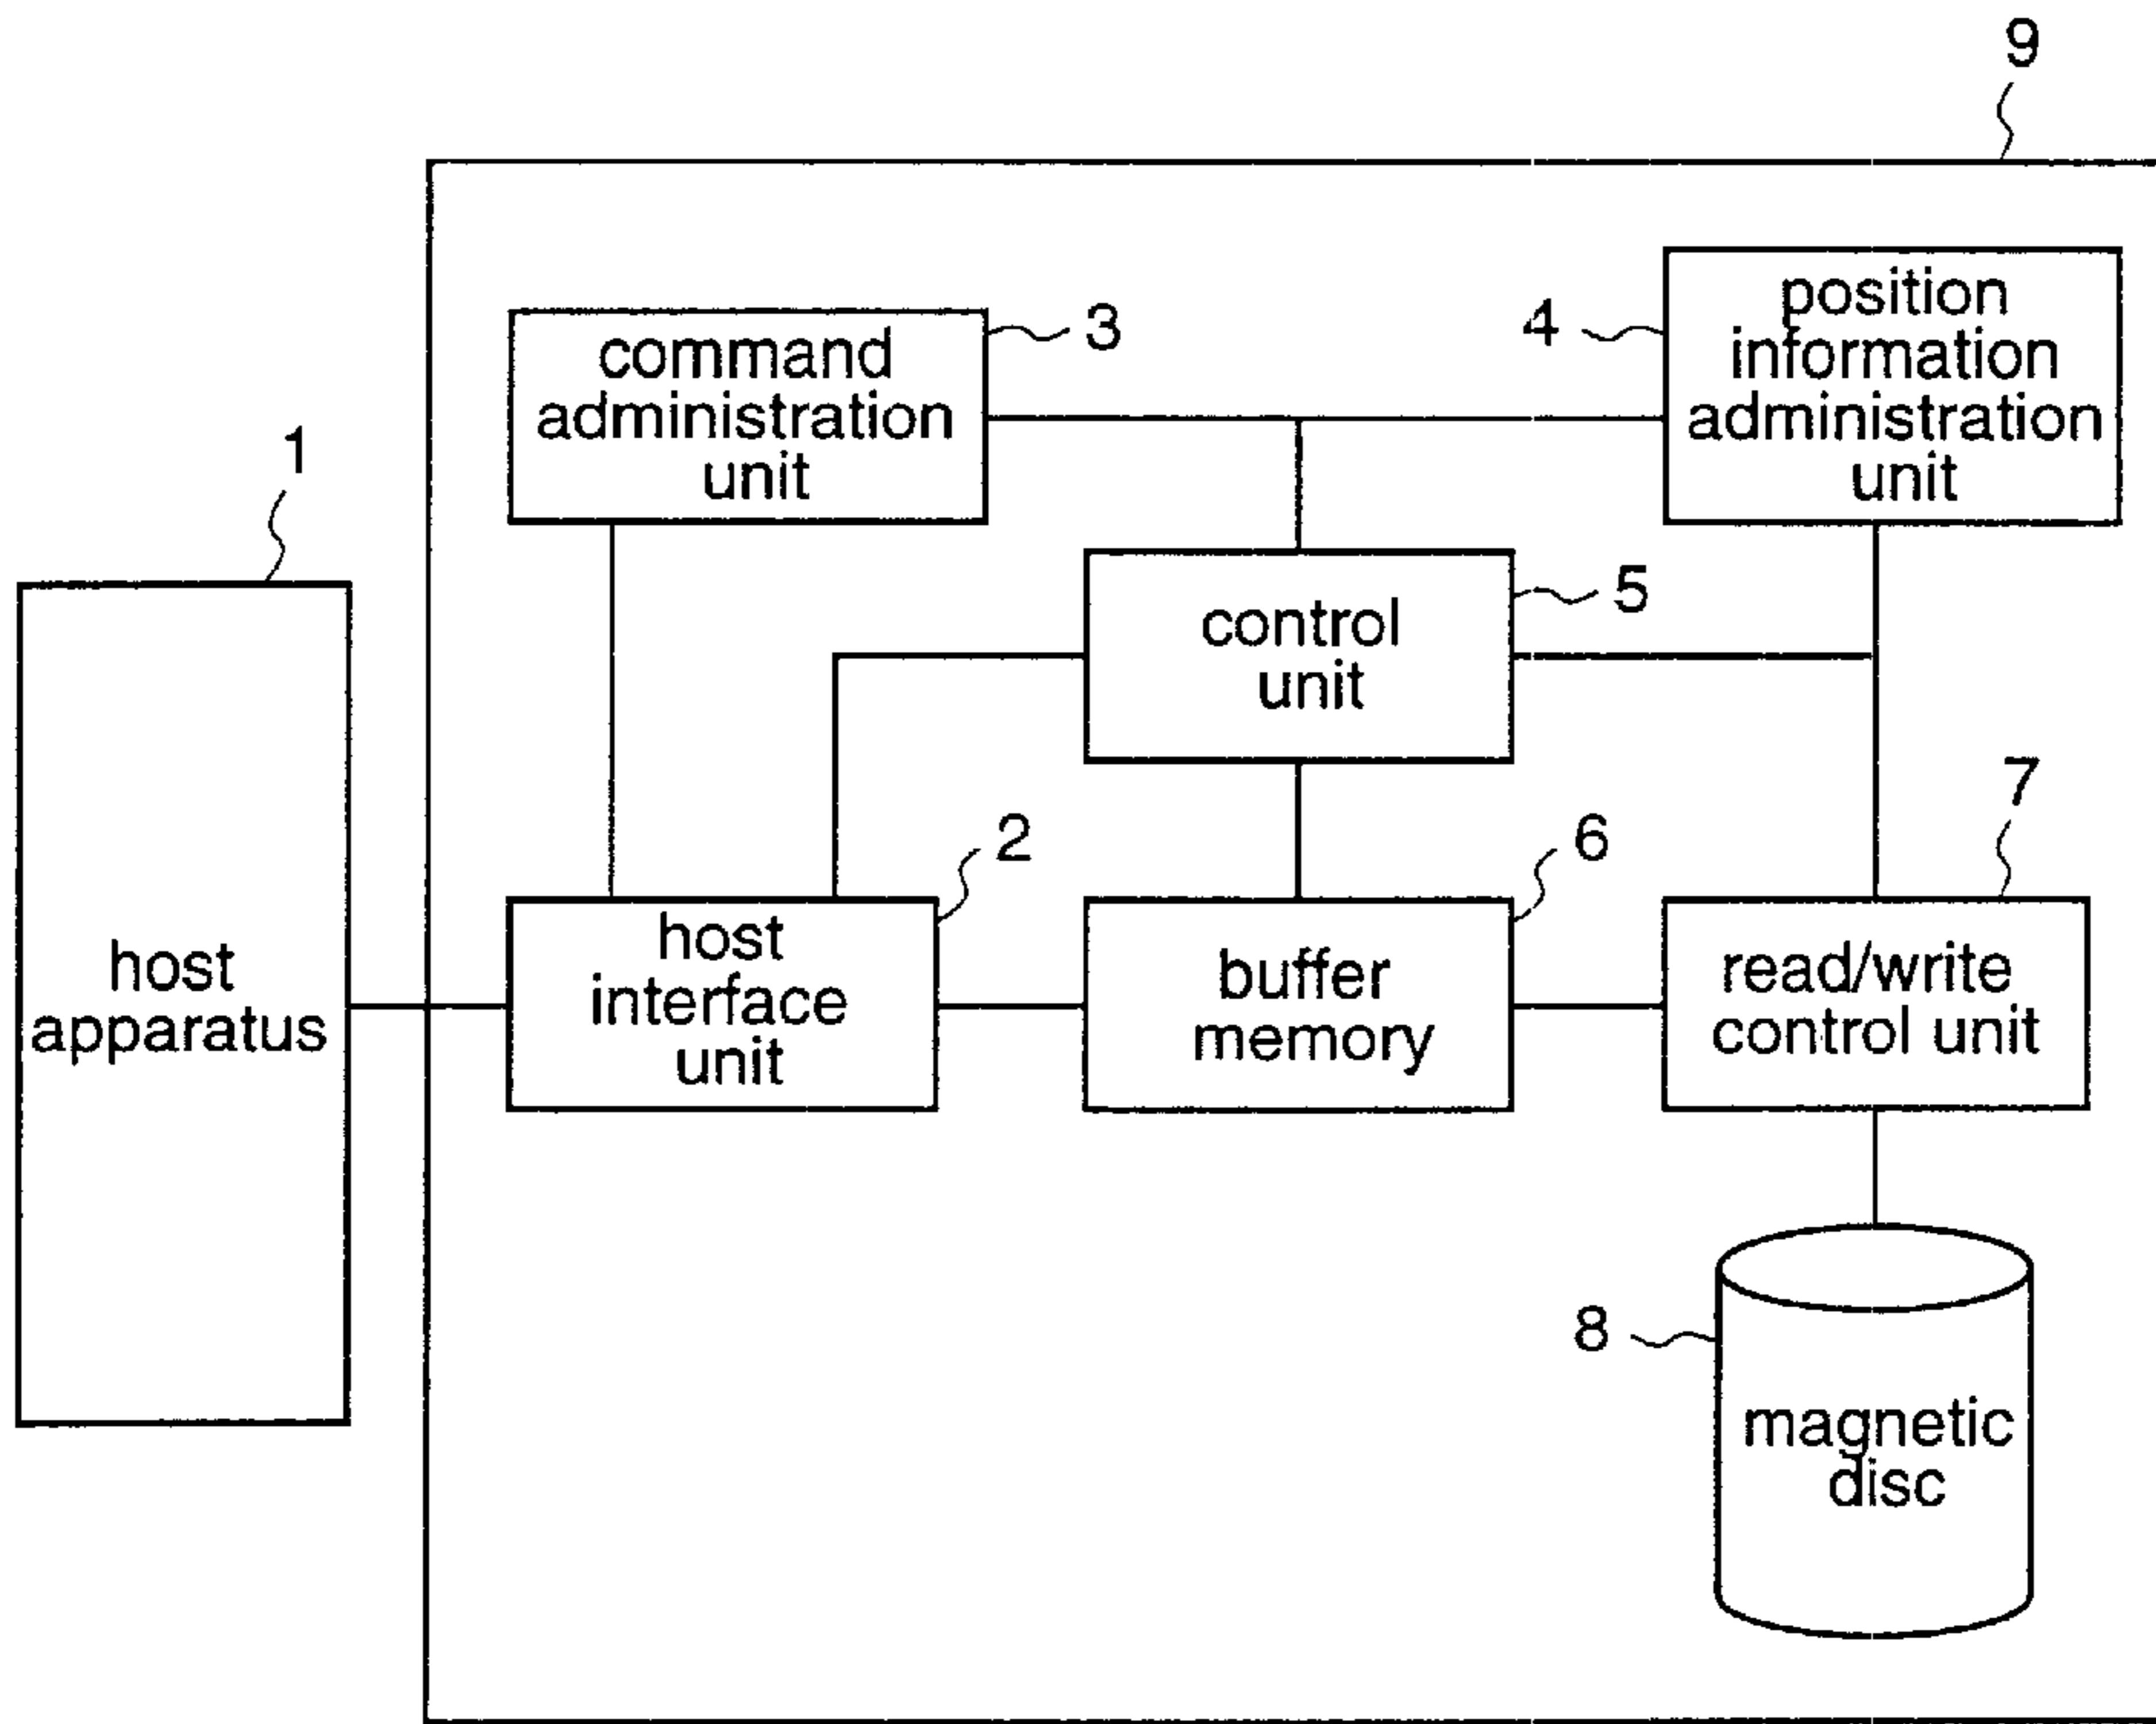 9
command
administration
unit
3
4
position
information
administration
unit
1
control
unit
5
host
apparatus
host
interface
unit
2
buffer
memory
6
read/write
control unit
7
8
magnetic
disc